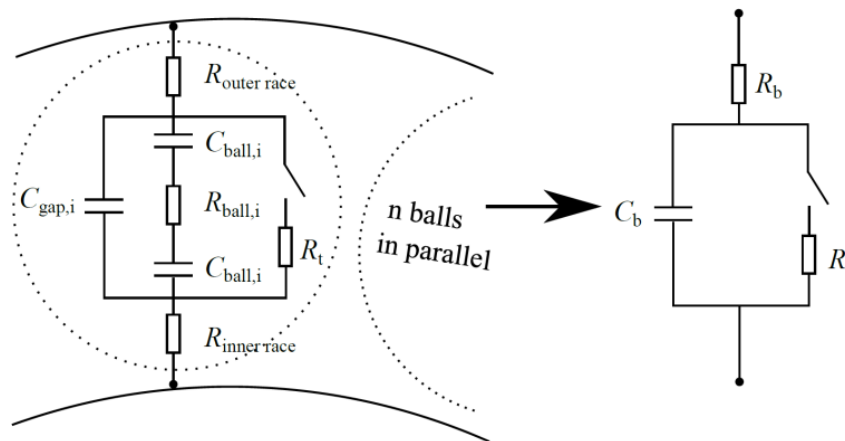 R_outer race
C_ball,i
C_gap,i
R_ball,i
R_t
C_ball,i
R_inner race
n balls
in parallel
R_b
C_b
R